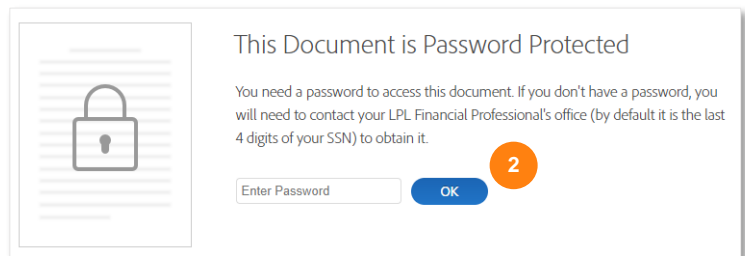 This Document is Password Protected
You need a password to access this document. If you don't have a password, you
will need to contact your LPL Financial Professional's office (by default it is the last
4 digits of your SSN) to obtain it.
2
Enter Password
OK